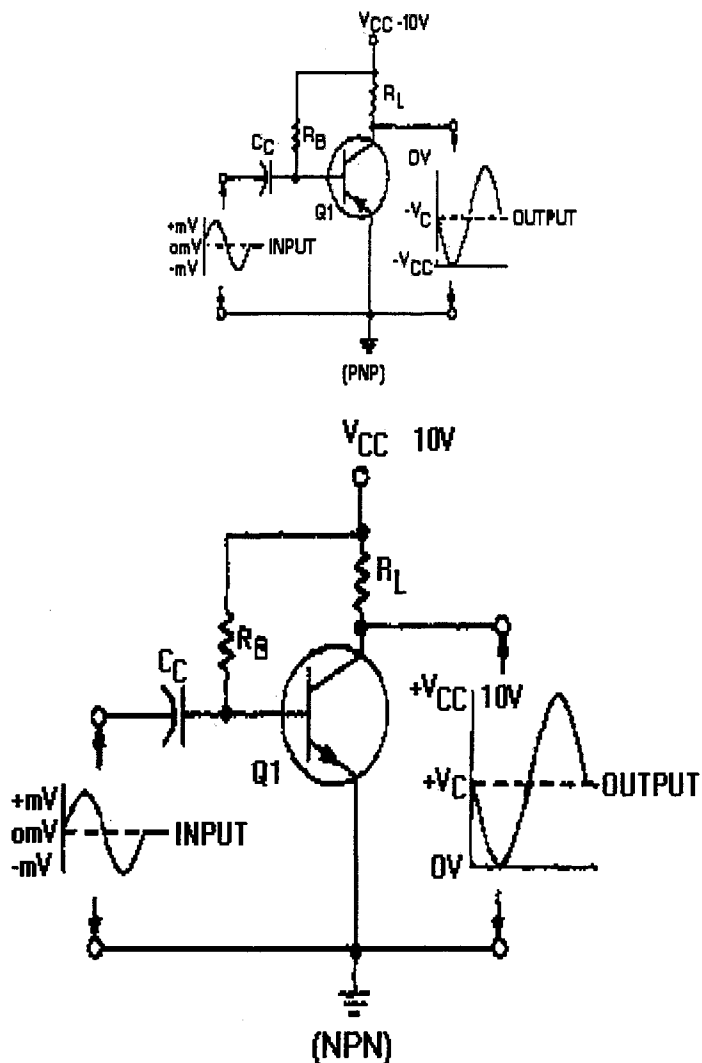 VCC -10V
RL
RB
CC
0V
Q1
+mV
-VC
OUTPUT
omV
INPUT
-mV
-VCC
(PNP)
VCC 10V
RL
RB
CC
+VCC 10V
Q1
+mV
+VC
OUTPUT
omV
INPUT
-mV
0V
(NPN)